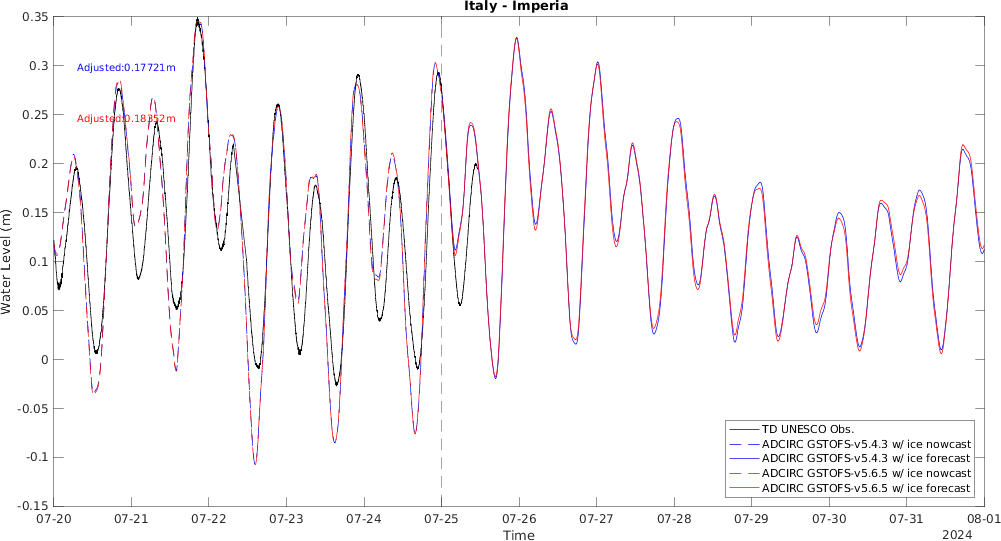 Italy - Imperia
0.35
0.3
0.25
0.2
0.15
0.1
0.05
0
-0.05
-0.1
-0.15
Water Level (m)
Adjusted:0.17721m
Adjusted:0.18352m
TD UNESCO Obs.
ADCIRC GSTOFS-v5.4.3 w/ ice nowcast
ADCIRC GSTOFS-v5.4.3 w/ ice forecast
ADCIRC GSTOFS-v5.6.5 w/ ice nowcast
ADCIRC GSTOFS-v5.6.5 w/ ice forecast
07-20 07-21 07-22 07-23 07-24 07-25 07-26 07-27 07-28 07-29 07-30 07-31 08-01
Time
2024